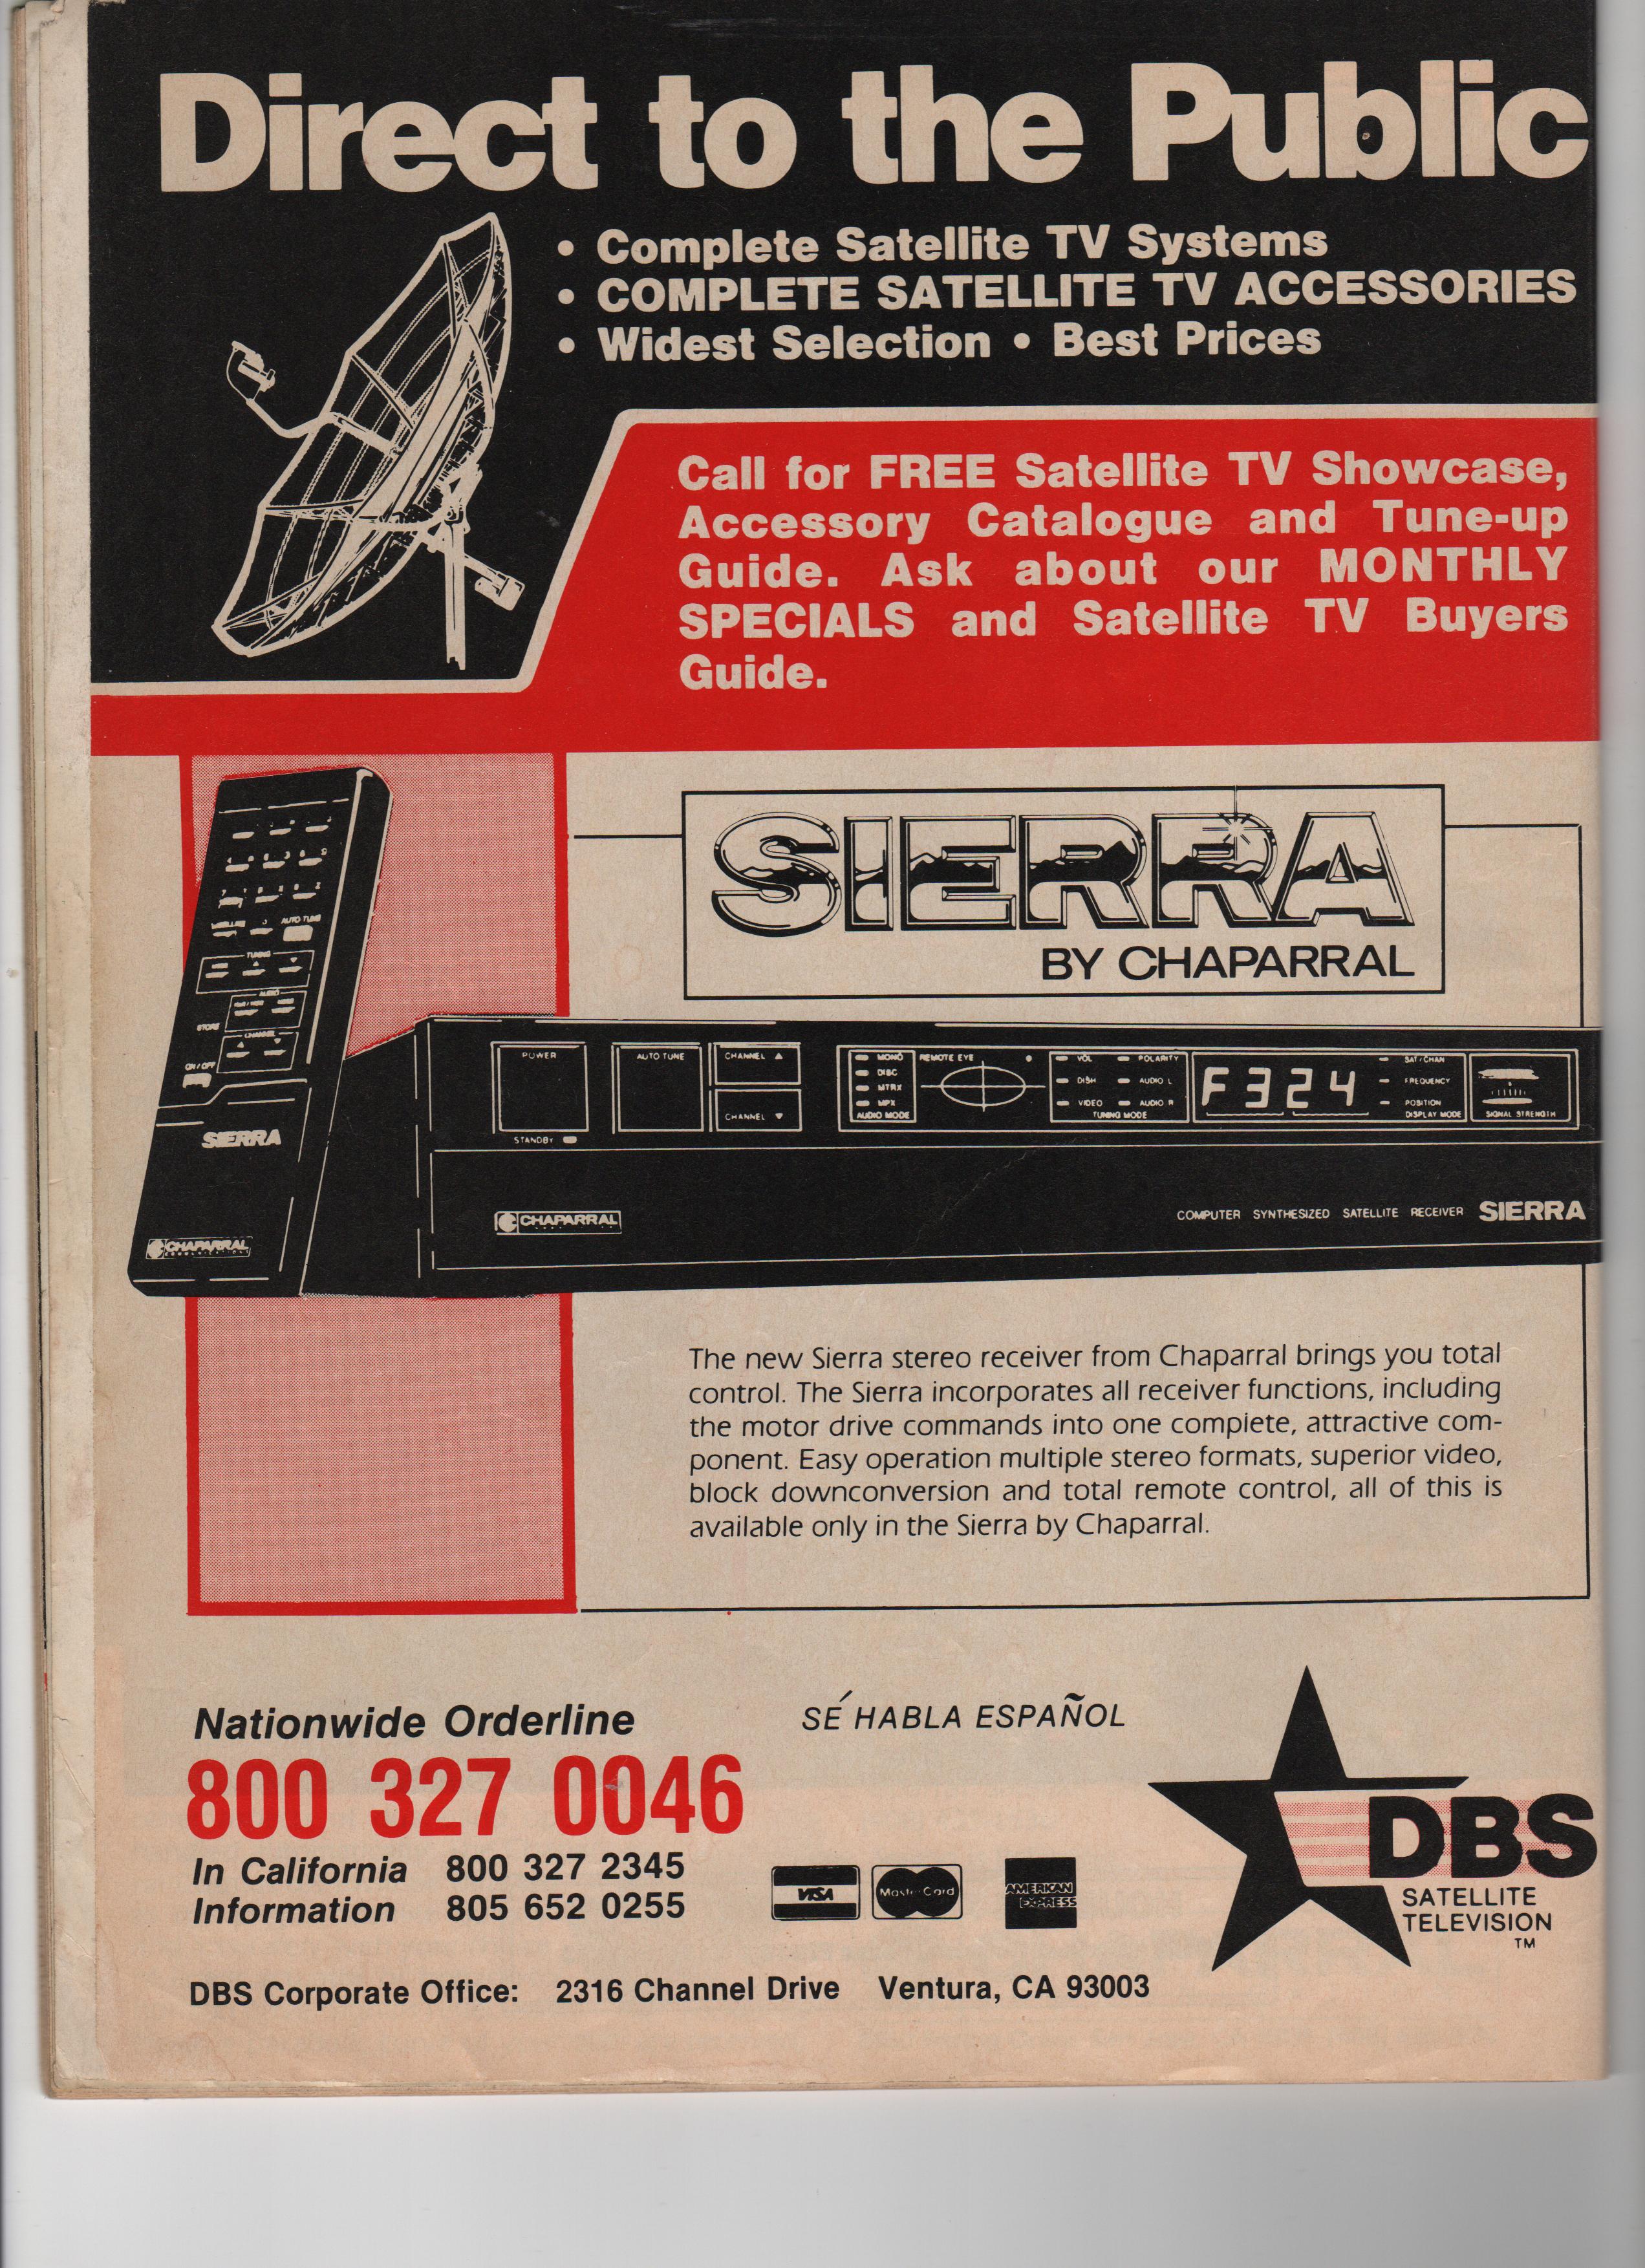 Direct to the Public
• Complete Satellite TV Systems
• COMPLETE SATELLITE TV ACCESSORIES
• Widest Selection • Best Prices
Call for FREE Satellite TV Showcase,
Accessory Catalogue and Tune-up
Guide. Ask about our MONTHLY
SPECIALS and Satellite TV Buyers
Guide.
SIERRA
BY CHAPARRAL
AUTO TUNE
TUNING
AUDIO
STORE
CHANNEL
ON/OFF
SIERRA
CHAPARRAL
POWER
STANDBY
AUTO TUNE
CHANNEL ▲
CHANNEL ▼
MONO
DISC
MTRX
MPX
AUDIO MODE
REMOTE EYE
VOL
POLARITY
DISH
AUDIO L
VIDEO
AUDIO R
TUNING MODE
F324
SAT/CHAN
FREQUENCY
POSITION
DISPLAY MODE
SIGNAL STRENGTH
CHAPARRAL
COMPUTER SYNTHESIZED SATELLITE RECEIVER SIERRA
The new Sierra stereo receiver from Chaparral brings you total
control. The Sierra incorporates all receiver functions, including
the motor drive commands into one complete, attractive com-
ponent. Easy operation multiple stereo formats, superior video,
block downconversion and total remote control, all of this is
available only in the Sierra by Chaparral.
Nationwide Orderline
SÉ HABLA ESPAÑOL
800 327 0046
In California 800 327 2345
Information 805 652 0255
VISA
MasterCard
AMERICAN
EXPRESS
DBS
SATELLITE
TELEVISION
TM
DBS Corporate Office: 2316 Channel Drive Ventura, CA 93003